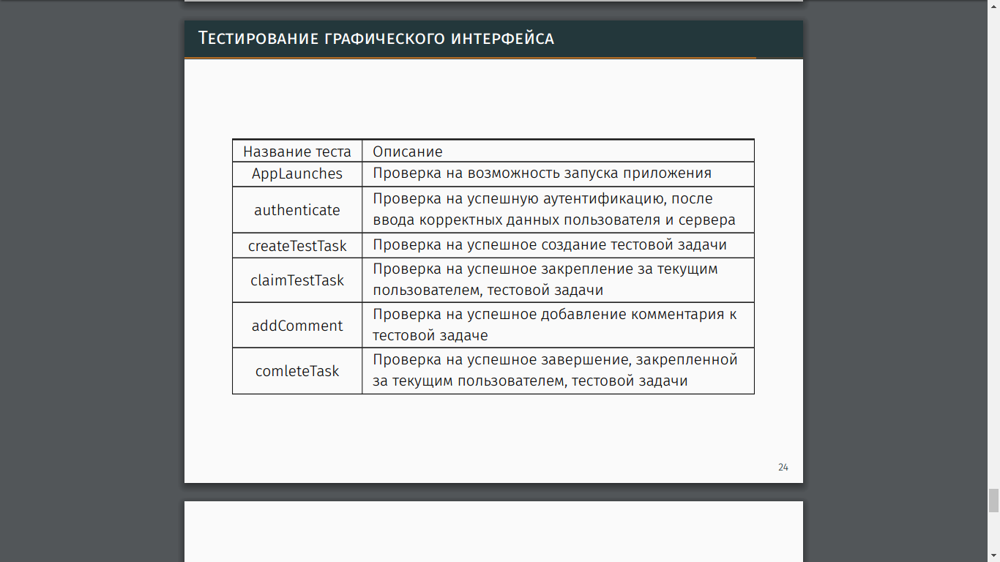 Тестирование графического интерфейса
Название теста
Описание
AppLaunches
Проверка на возможность запуска приложения
authenticate
Проверка на успешную аутентификацию, после
ввода корректных данных пользователя и сервера
createTestTask
Проверка на успешное создание тестовой задачи
claimTestTask
Проверка на успешное закрепление за текущим
пользователем, тестовой задачи
addComment
Проверка на успешное добавление комментария к
тестовой задаче
comleteTask
Проверка на успешное завершение, закрепленной
за текущим пользователем, тестовой задачи
24